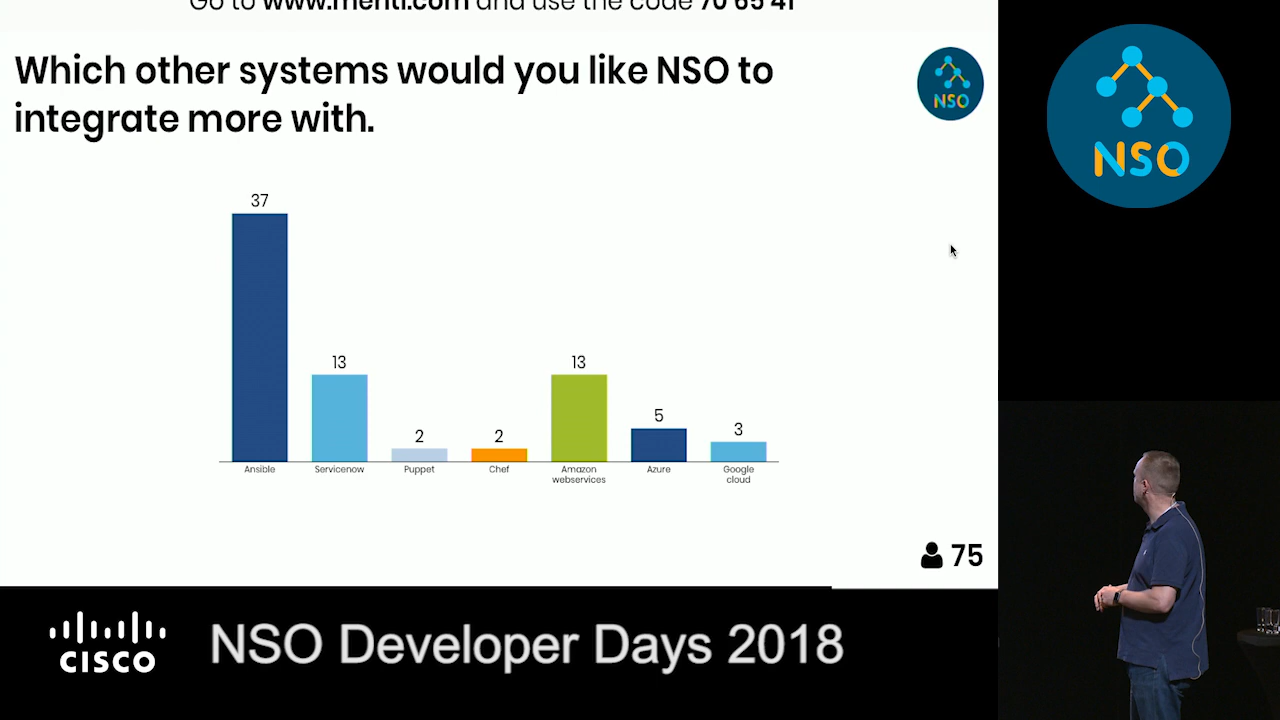 Go to www.menti.com and use the code 70 65 41
Which other systems would you like NSO to
integrate more with.
NSO
NSO
37
13
2
2
13
5
3
Ansible
Servicenow
Puppet
Chef
Amazon
webservices
Azure
Google
cloud
75
CISCO
NSO Developer Days 2018